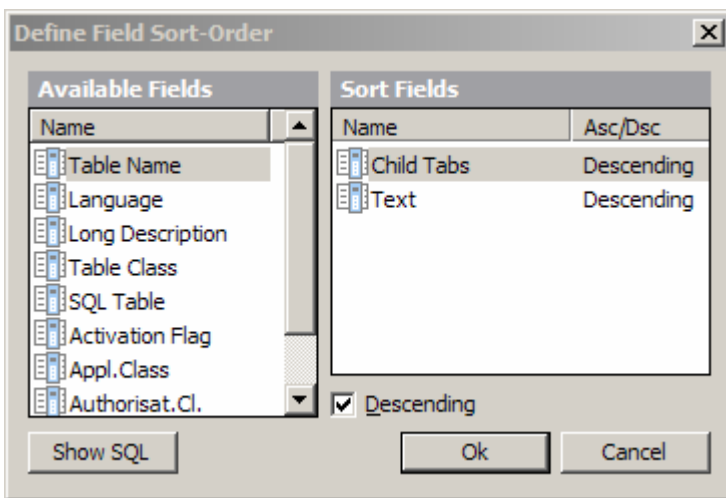 Define Field Sort-Order
Available Fields
Name
Table Name
Language
Long Description
Table Class
SQL Table
Activation Flag
Appl.Class
Authorisat.Cl.
Sort Fields
Name Asc/Dsc
Child Tabs Descending
Text Descending
Descending
Show SQL
Ok
Cancel